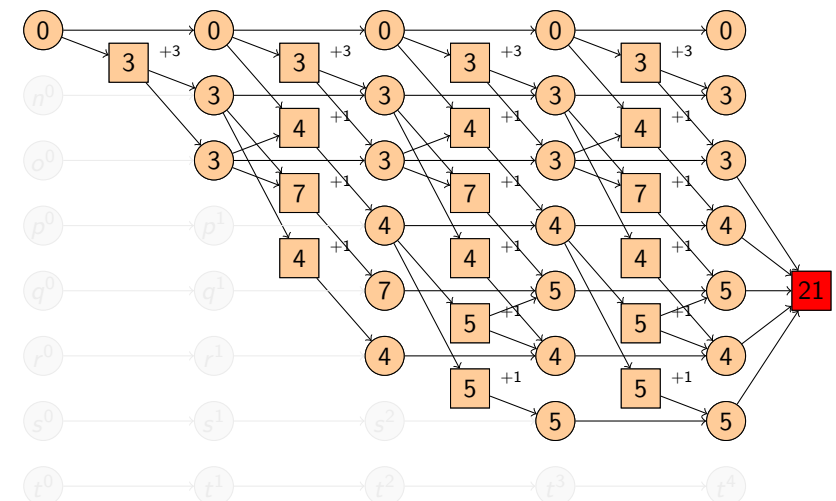 0 0 0 0 0
3 +3 3 +3 3 +3 3 +3
n⁰ 3 3 3 3
4 +1 4 +1 4 +1
o⁰ 3 3 3 3
7 +1 7 +1 7 +1
p⁰ p¹ 4 4 4
4 +1 4 +1 4 +1
q⁰ q¹ 7 5 5 21
5 +1 5 +1
r⁰ r¹ 4 4 4
5 +1 5 +1
s⁰ s¹ s² 5 5
t⁰ t¹ t² t³ t⁴